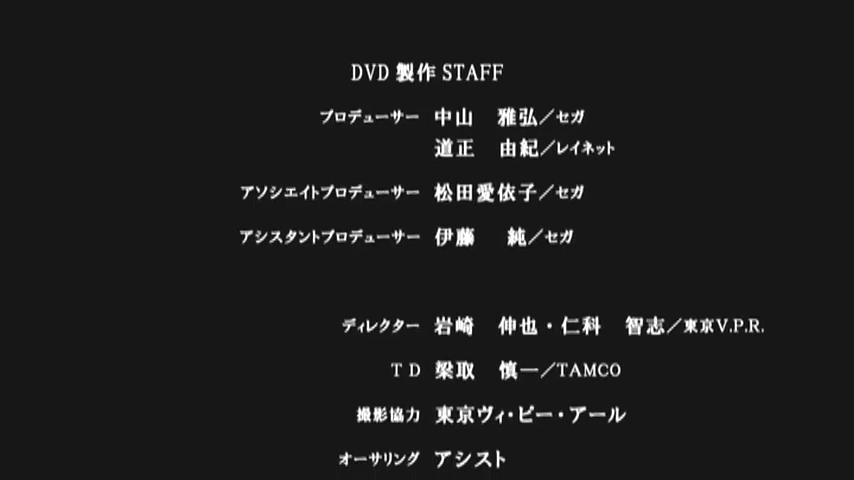 DVD 製作 STAFF
プロデューサー 中山 雅弘/セガ
道正 由紀/レイネット
アソシエイトプロデューサー 松田愛依子/セガ
アシスタントプロデューサー 伊藤 純/セガ
ディレクター 岩崎 伸也・仁科 智志/東京V.P.R.
TD 梁取 慎一/TAMCO
撮影協力 東京ヴィ・ピー・アール
オーサリング アシスト